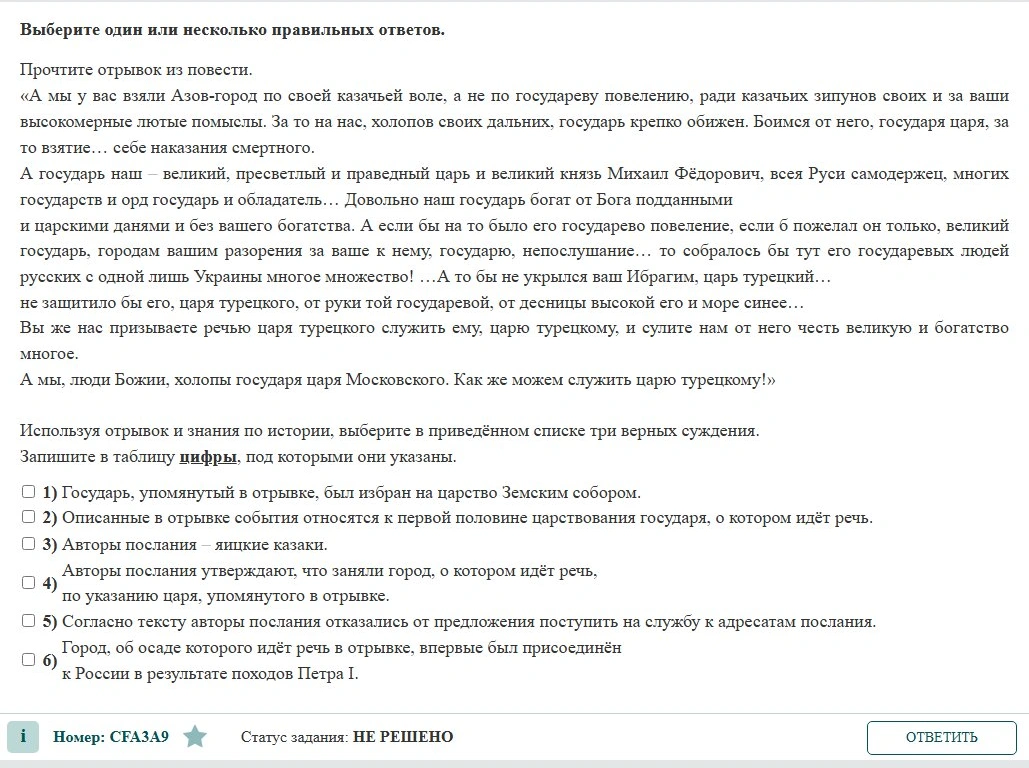 Выберите один или несколько правильных ответов.
Прочтите отрывок из повести.
«А мы у вас взяли Азов-город по своей казачьей воле, а не по государеву повелению, ради казачьих зипунов своих и за ваши
высокомерные лютые помыслы. За то на нас, холопов своих дальних, государь крепко обижен. Боимся от него, государя царя, за
то взятие… себе наказания смертного.
А государь наш – великий, пресветлый и праведный царь и великий князь Михаил Фёдорович, всея Руси самодержец, многих
государств и орд государь и обладатель… Довольно наш государь богат от Бога подданными
и царскими данями и без вашего богатства. А если бы на то было его государево повеление, если б пожелал он только, великий
государь, городам вашим разорения за ваше к нему, государю, непослушание… то собралось бы тут его государевых людей
русских с одной лишь Украины многое множество! …А то бы не укрылся ваш Ибрагим, царь турецкий…
не защитило бы его, царя турецкого, от руки той государевой, от десницы высокой его и море синее…
Вы же нас призываете речью царя турецкого служить ему, царю турецкому, и сулите нам от него честь великую и богатство
многое.
А мы, люди Божии, холопы государя царя Московского. Как же можем служить царю турецкому!»
Используя отрывок и знания по истории, выберите в приведённом списке три верных суждения.
Запишите в таблицу цифры, под которыми они указаны.
1) Государь, упомянутый в отрывке, был избран на царство Земским собором.
2) Описанные в отрывке события относятся к первой половине царствования государя, о котором идёт речь.
3) Авторы послания – яицкие казаки.
4) Авторы послания утверждают, что заняли город, о котором идёт речь,
по указанию царя, упомянутого в отрывке.
5) Согласно тексту авторы послания отказались от предложения поступить на службу к адресатам послания.
6) Город, об осаде которого идёт речь в отрывке, впервые был присоединён
к России в результате походов Петра I.
i Номер: CFA3A9 Статус задания: НЕ РЕШЕНО ОТВЕТИТЬ